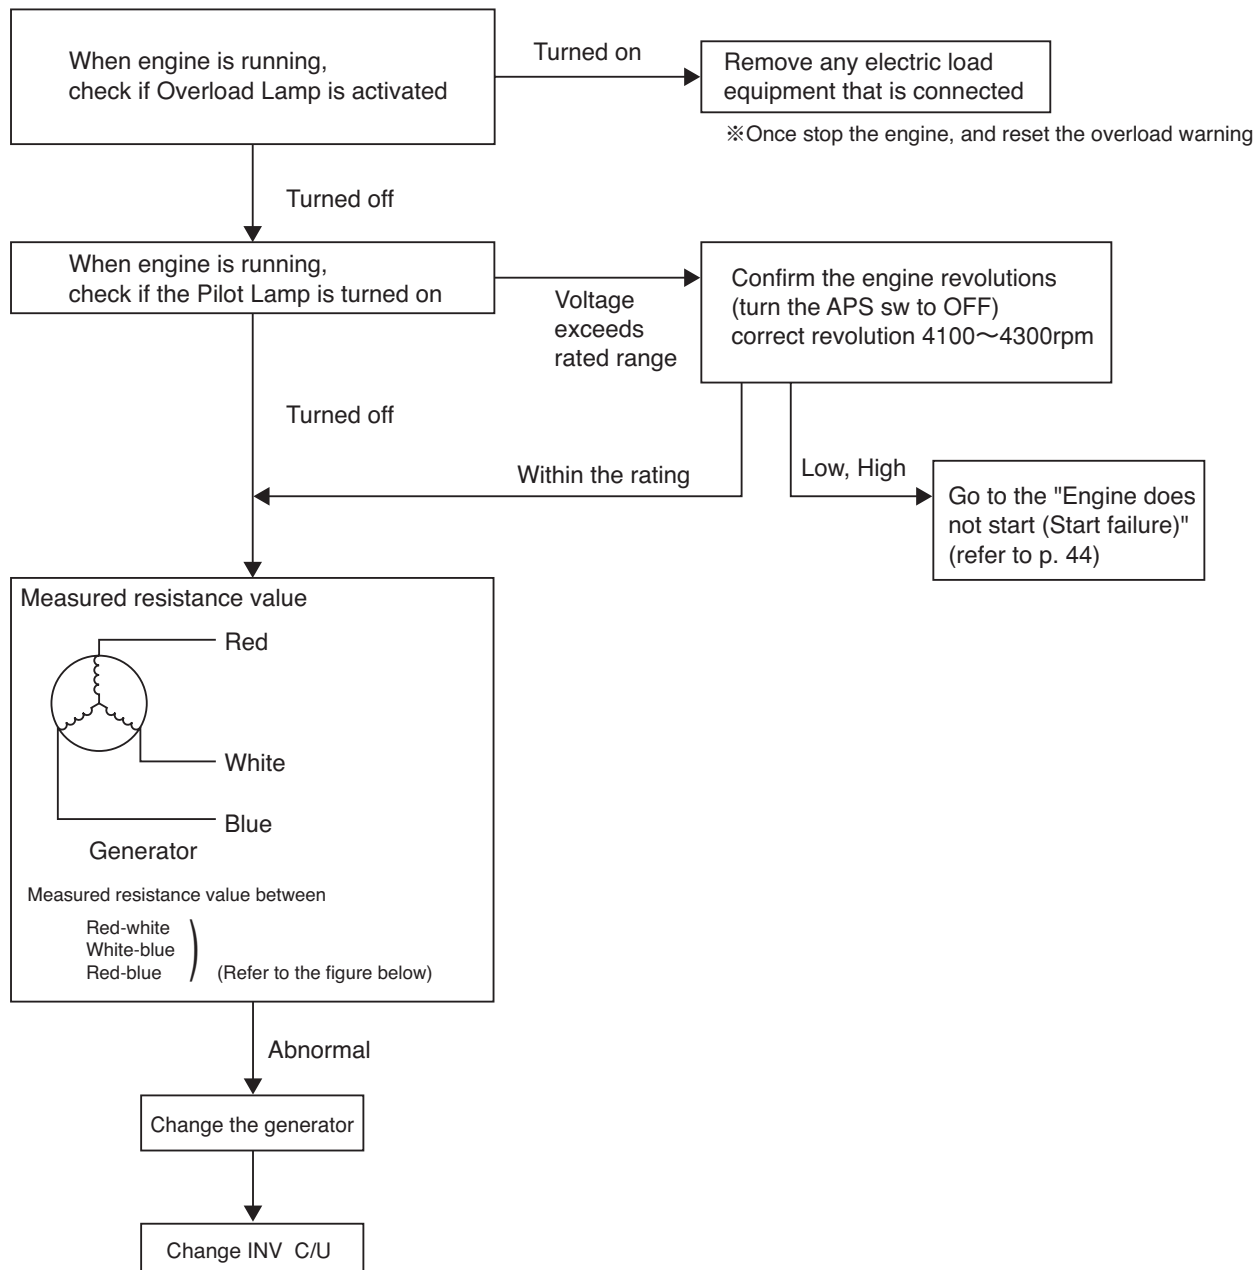 When engine is running,
check if Overload Lamp is activated
Turned on
Remove any electric load
equipment that is connected
※Once stop the engine, and reset the overload warning
Turned off
When engine is running,
check if the Pilot Lamp is turned on
Voltage
exceeds
rated range
Confirm the engine revolutions
(turn the APS sw to OFF)
correct revolution 4100〜4300rpm
Turned off
Within the rating
Low, High
Go to the "Engine does
not start (Start failure)"
(refer to p. 44)
Measured resistance value
Red
White
Blue
Generator
Measured resistance value between
Red-white
White-blue
Red-blue
(Refer to the figure below)
Abnormal
Change the generator
Change INV C/U